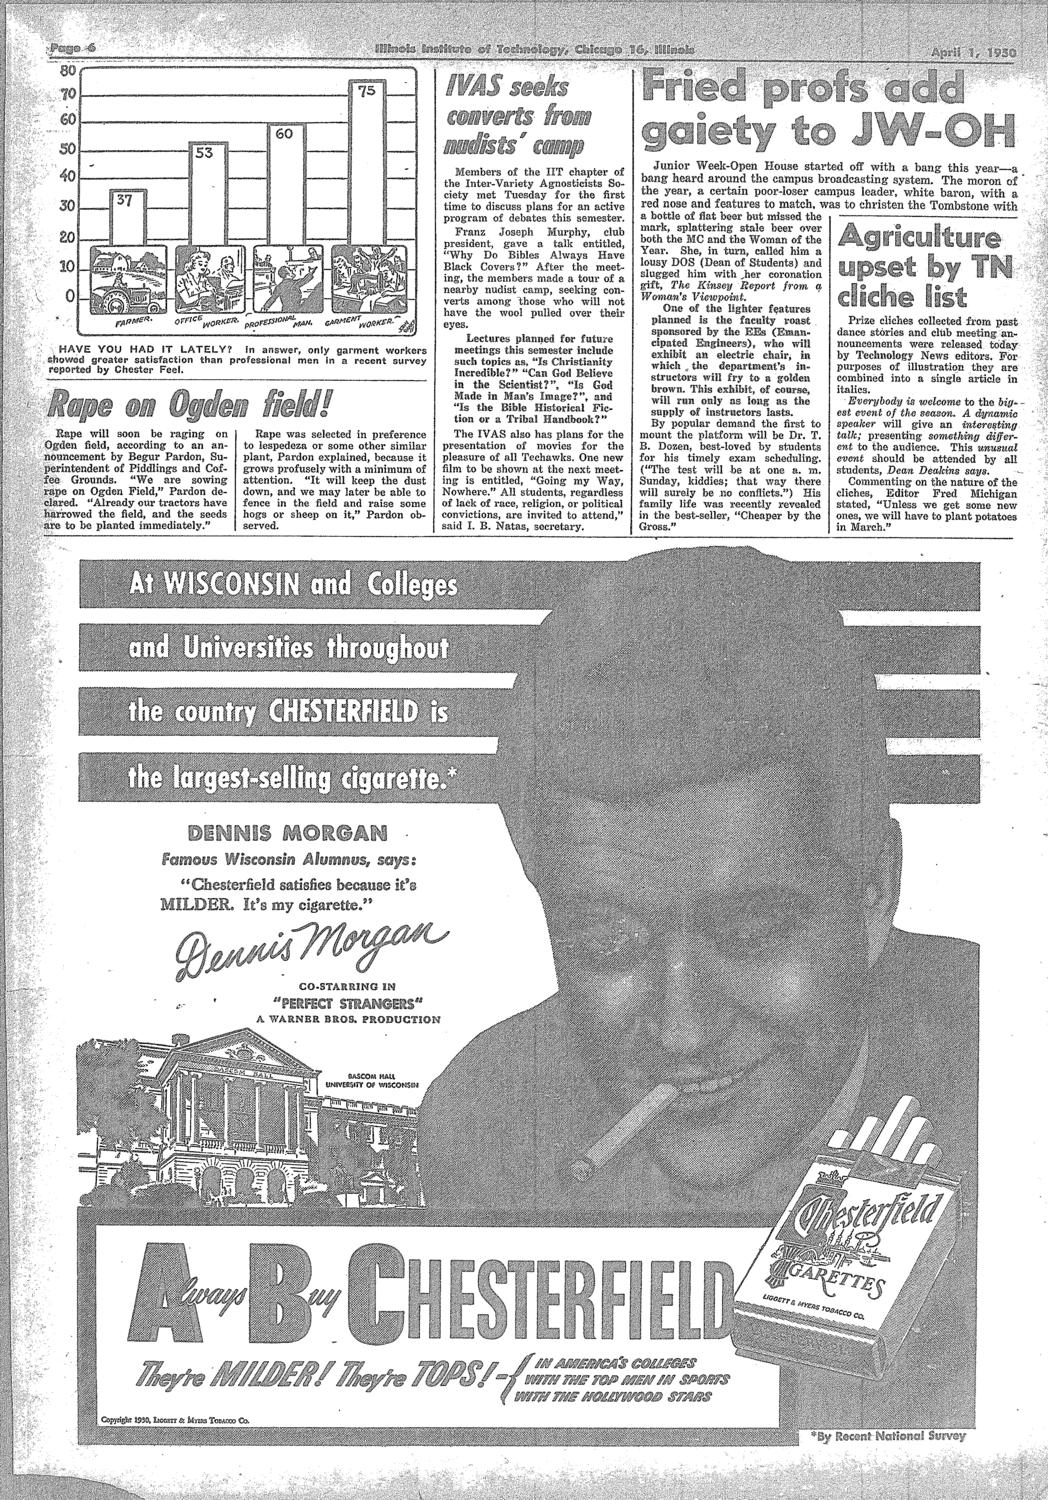 Page 6
Illinois Institute of Technology, Chicago 16, Illinois
April 1, 1950
80
70
60
50
40
30
20
10
0
37
53
60
75
FARMER.
OFFICE WORKER.
PROFESSIONAL MAN.
GARMENT WORKER.
HAVE YOU HAD IT LATELY? In answer, only garment workers
showed greater satisfaction than professional men in a recent survey
reported by Chester Feel.
Rape on Ogden field!
Rape will soon be raging on
Ogden field, according to an an-
nouncement by Begur Pardon, Su-
perintendent of Piddlings and Cof-
fee Grounds. "We are sowing
rape on Ogden Field," Pardon de-
clared. "Already our tractors have
harrowed the field, and the seeds
are to be planted immediately."
Rape was selected in preference
to lespedeza or some other similar
plant, Pardon explained, because it
grows profusely with a minimum of
attention. "It will keep the dust
down, and we may later be able to
fence in the field and raise some
hogs or sheep on it," Pardon ob-
served.
IVAS seeks
converts from
nudists' camp
Members of the IIT chapter of
the Inter-Variety Agnosticists So-
ciety met Tuesday for the first
time to discuss plans for an active
program of debates this semester.
Franz Joseph Murphy, club
president, gave a talk entitled,
"Why Do Bibles Always Have
Black Covers?" After the meet-
ing, the members made a tour of a
nearby nudist camp, seeking con-
verts among those who will not
have the wool pulled over their
eyes.
Lectures planned for future
meetings this semester include
such topics as, "Is Christianity
Incredible?" "Can God Believe
in the Scientist?", "Is God
Made in Man's Image?", and
"Is the Bible Historical Fic-
tion or a Tribal Handbook?"
The IVAS also has plans for the
presentation of movies for the
pleasure of all Techawks. One new
film to be shown at the next meet-
ing is entitled, "Going my Way,
Nowhere." All students, regardless
of lack of race, religion, or political
convictions, are invited to attend,"
said I. B. Natas, secretary.
Fried profs add
gaiety to JW-OH
Junior Week-Open House started off with a bang this year—a
bang heard around the campus broadcasting system. The moron of
the year, a certain poor-loser campus leader, white baron, with a
red nose and features to match, was to christen the Tombstone with
a bottle of flat beer but missed the
mark, splattering stale beer over
both the MC and the Woman of the
Year. She, in turn, called him a
lousy DOS (Dean of Students) and
slugged him with her coronation
gift, The Kinsey Report from a
Woman's Viewpoint.
One of the lighter features
planned is the faculty roast
sponsored by the EEs (Eman-
cipated Engineers), who will
exhibit an electric chair, in
which the department's in-
structors will fry to a golden
brown. This exhibit, of course,
will run only as long as the
supply of instructors lasts.
By popular demand the first to
mount the platform will be Dr. T.
B. Dozen, best-loved by students
for his timely exam scheduling.
("The test will be at one a. m.
Sunday, kiddies; that way there
will surely be no conflicts.") His
family life was recently revealed
in the best-seller, "Cheaper by the
Gross."
Agriculture
upset by TN
cliche list
Prize cliches collected from past
dance stories and club meeting an-
nouncements were released today
by Technology News editors. For
purposes of illustration they are
combined into a single article in
italics.
Everybody is welcome to the big-
est event of the season. A dynamic
speaker will give an interesting
talk; presenting something differ-
ent to the audience. This unusual
event should be attended by all
students, Dean Deakins says.
Commenting on the nature of the
cliches, Editor Fred Michigan
stated, "Unless we get some new
ones, we will have to plant potatoes
in March."
At WISCONSIN and Colleges
and Universities throughout
the country CHESTERFIELD is
the largest-selling cigarette.*
DENNIS MORGAN
Famous Wisconsin Alumnus, says:
"Chesterfield satisfies because it's
MILDER. It's my cigarette."
Dennis Morgan
CO-STARRING IN
"PERFECT STRANGERS"
A WARNER BROS. PRODUCTION
BASCOM HALL
UNIVERSITY OF WISCONSIN
BASCOM HALL
Chesterfield
CIGARETTES
LIGGETT & MYERS TOBACCO CO.
Always Buy CHESTERFIELD
They're MILDER! They're TOPS! –
IN AMERICA'S COLLEGES
WITH THE TOP MEN IN SPORTS
WITH THE HOLLYWOOD STARS
Copyright 1950, LIGGETT & MYERS TOBACCO CO.
*By Recent National Survey